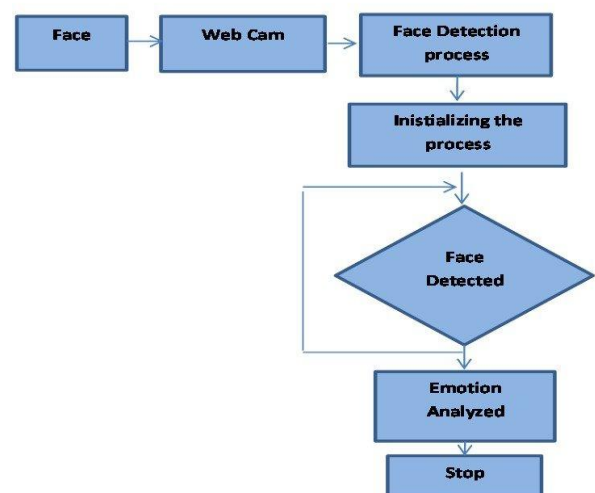 Face
Web Cam
Face Detection
process
Inistializing the
process
Face
Detected
Emotion
Analyzed
Stop